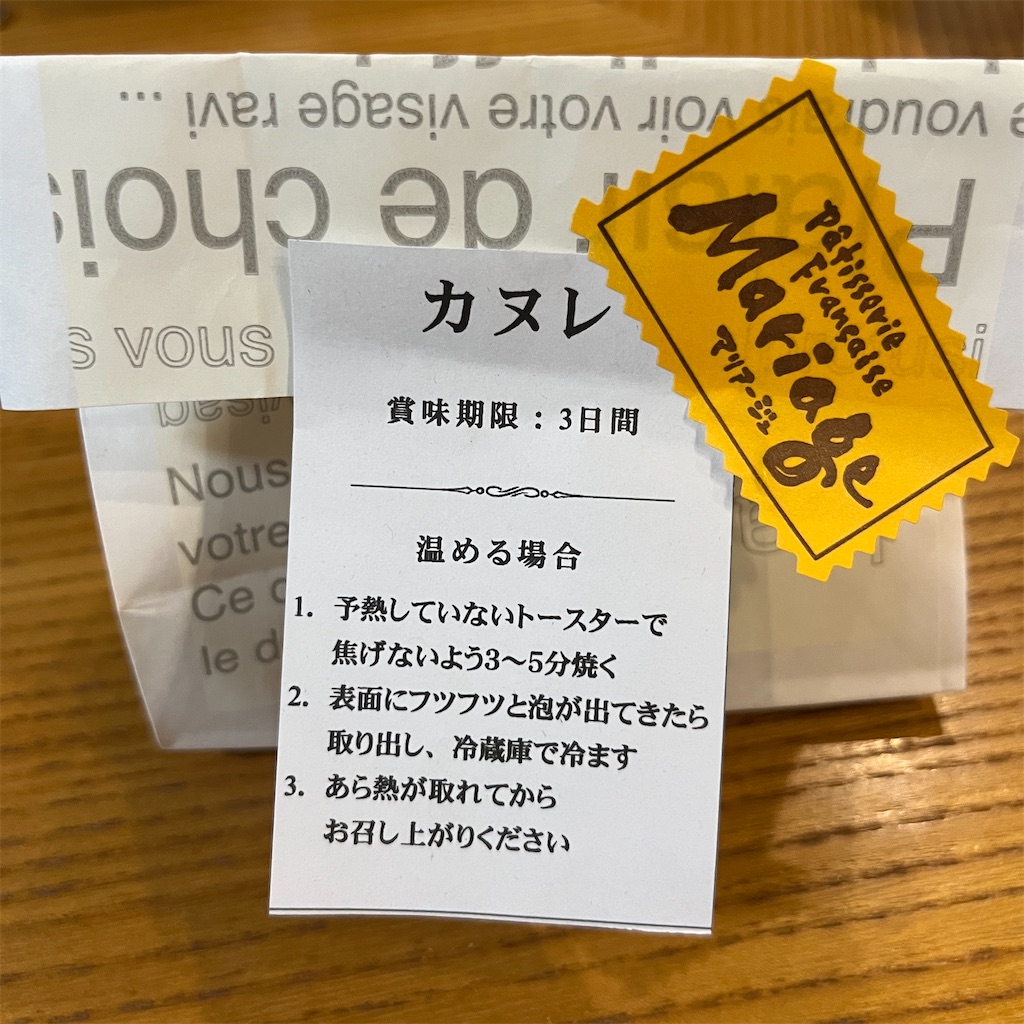 voudrais voir votre visage ravi ...
de chois
s vous
visag
Nous
votre
Ce
le d
カヌレ
賞味期限：3日間
温める場合
1. 予熱していないトースターで
焦げないよう3〜5分焼く
2. 表面にフツフツと泡が出てきたら
取り出し、冷蔵庫で冷ます
3. あら熱が取れてから
お召し上がりください
Pâtisserie
Française
Mariage
マリアージュ